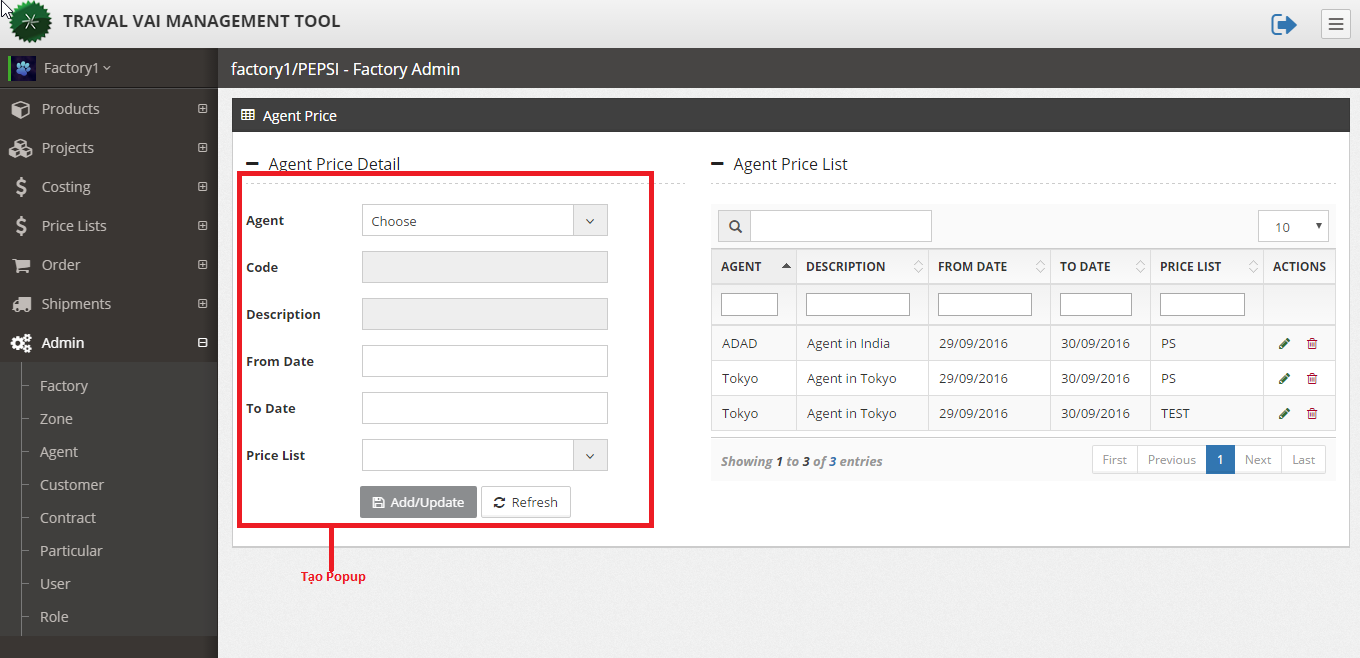 TRAVAL VAI MANAGEMENT TOOL
Factory1
factory1/PEPSI - Factory Admin
Products
Projects
Costing
Price Lists
Order
Shipments
Admin
Factory
Zone
Agent
Customer
Contract
Particular
User
Role
Agent Price
Agent Price Detail
Agent Choose
Code
Description
From Date
To Date
Price List
Add/Update Refresh
Tạo Popup
Agent Price List
10
AGENT DESCRIPTION FROM DATE TO DATE PRICE LIST ACTIONS
ADAD Agent in India 29/09/2016 30/09/2016 PS
Tokyo Agent in Tokyo 29/09/2016 30/09/2016 PS
Tokyo Agent in Tokyo 29/09/2016 30/09/2016 TEST
Showing 1 to 3 of 3 entries First Previous 1 Next Last